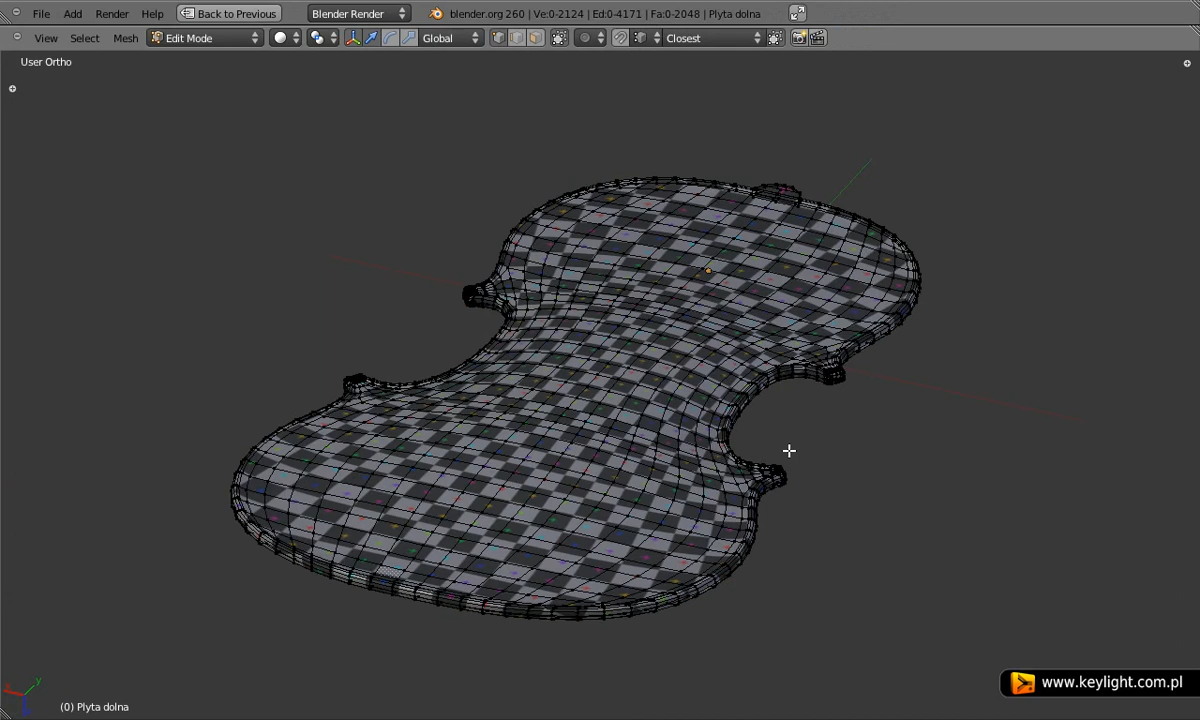 File Add Render Help Back to Previous Blender Render blender.org 260 | Ve:0-2124 | Ed:0-4171 | Fa:0-2048 | Plyta dolna
View Select Mesh Edit Mode Global Closest
User Ortho
x y
(0) Plyta dolna
www.keylight.com.pl